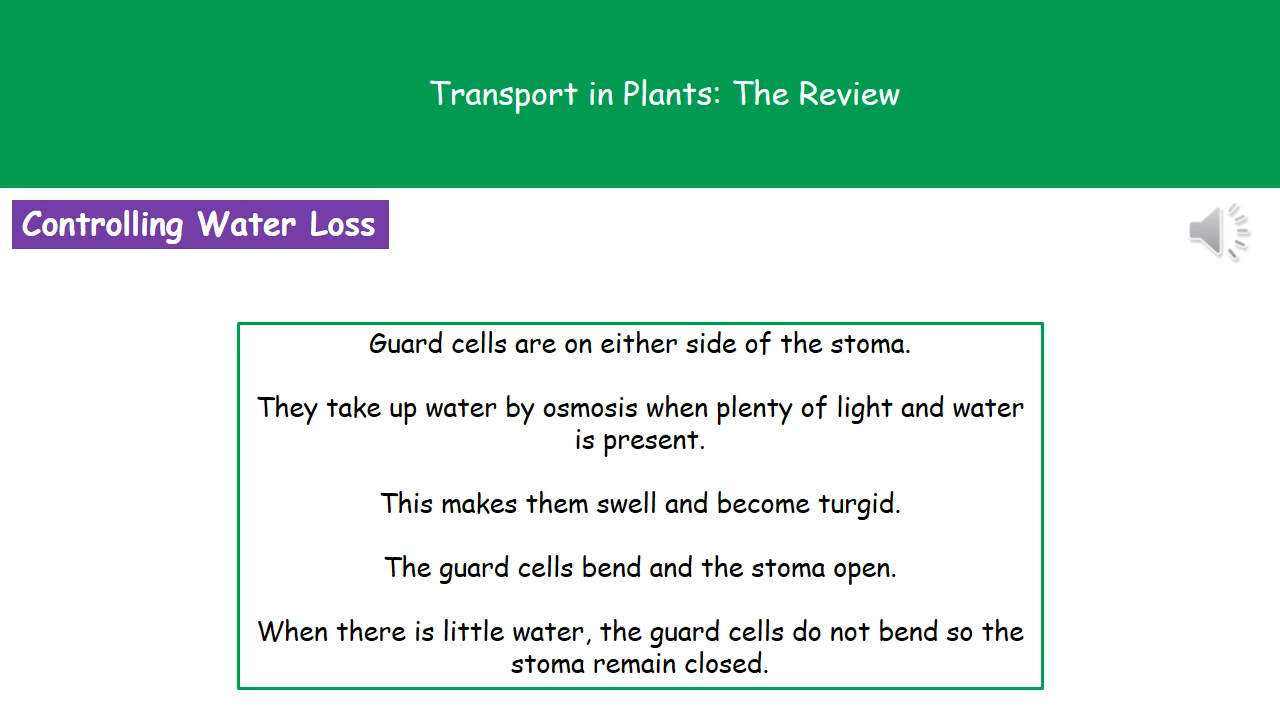 Transport in Plants: The Review
Controlling Water Loss
Guard cells are on either side of the stoma.
They take up water by osmosis when plenty of light and water
is present.
This makes them swell and become turgid.
The guard cells bend and the stoma open.
When there is little water, the guard cells do not bend so the
stoma remain closed.